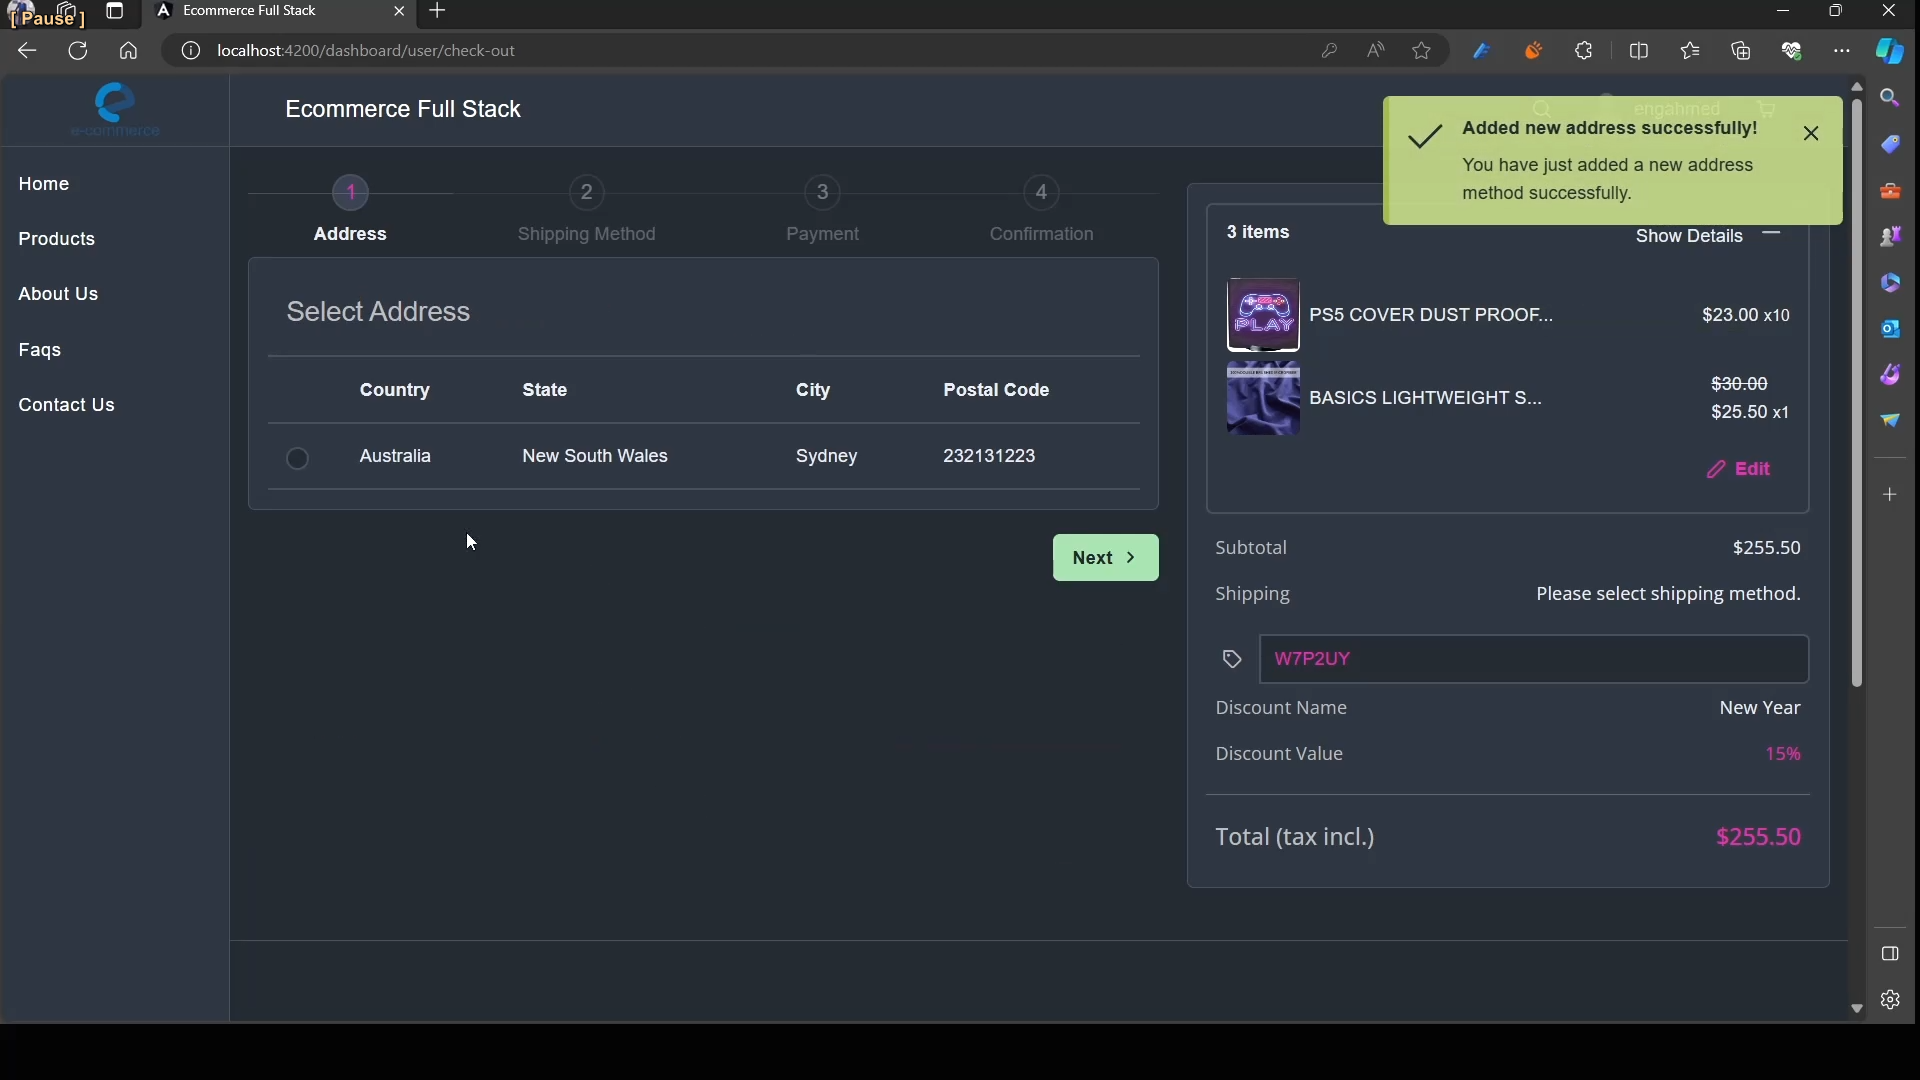 [ Pause ]
Ecommerce Full Stack
localhost:4200/dashboard/user/check-out
e-commerce
Ecommerce Full Stack
engahmed
Added new address successfully!
You have just added a new address
method successfully.
Home
Products
About Us
Faqs
Contact Us
1
2
3
4
Address
Shipping Method
Payment
Confirmation
Select Address
Country State City Postal Code
Australia New South Wales Sydney 232131223
Next
3 items
Show Details
PLAY
PS5 COVER DUST PROOF...
$23.00 x10
BASICS LIGHTWEIGHT S...
$30.00
$25.50 x1
Edit
Subtotal $255.50
Shipping Please select shipping method.
W7P2UY
Discount Name New Year
Discount Value 15%
Total (tax incl.) $255.50